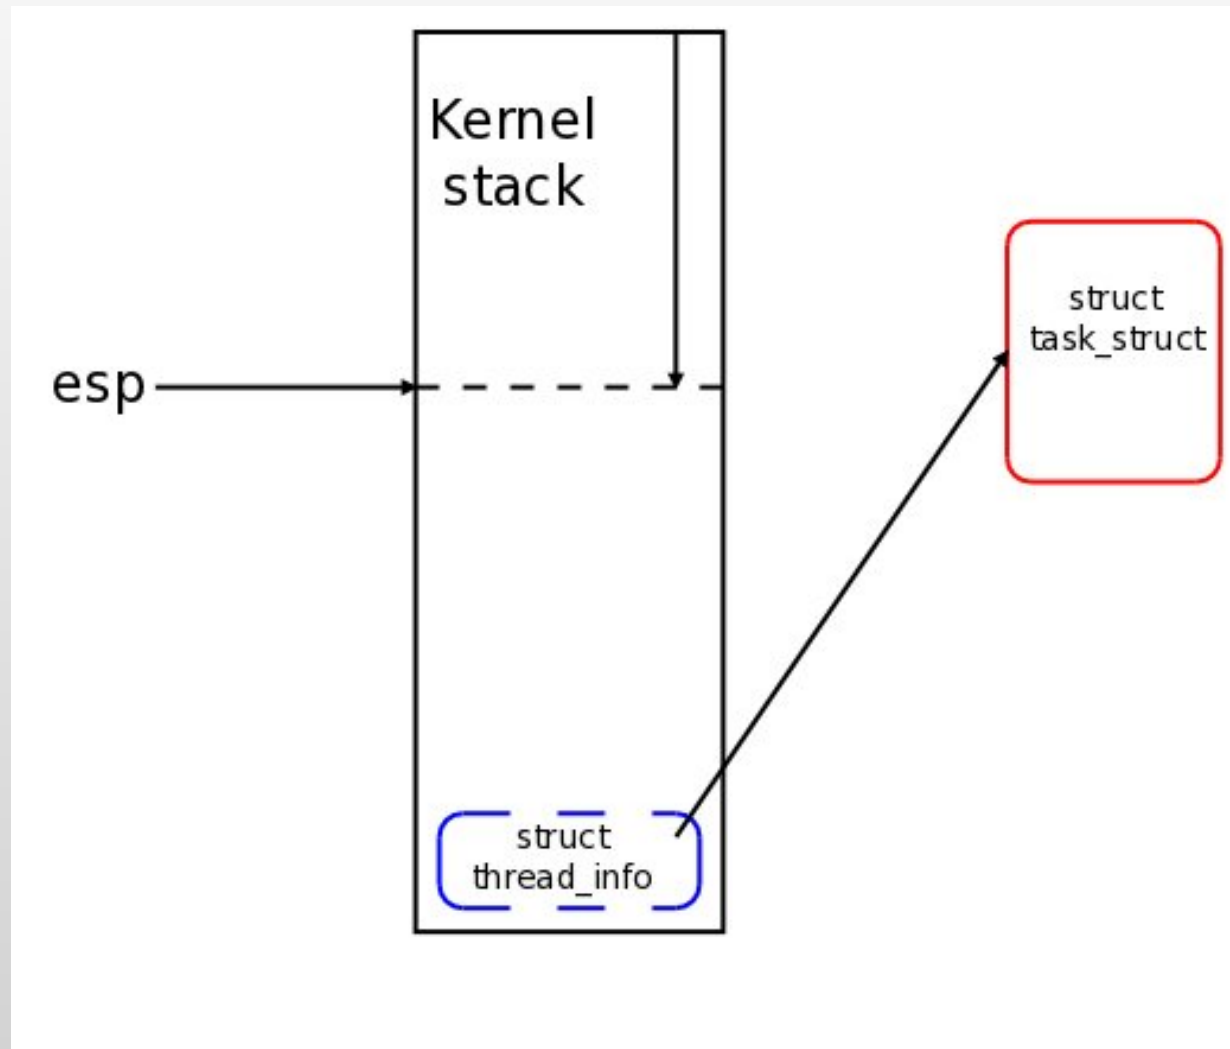 Kernel
stack
struct
task_struct
esp
struct
thread_info